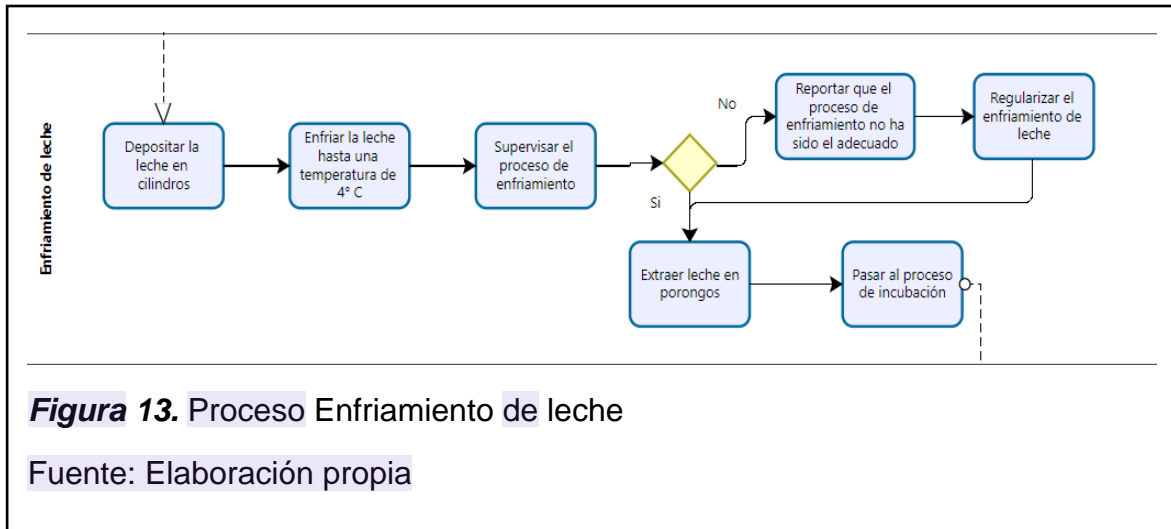 Enfriamiento de leche
Depositar la
leche en
cilindros
Enfriar la leche
hasta una
temperatura de
4° C
Supervisar el
proceso de
enfriamiento
No
Si
Reportar que el
proceso de
enfriamiento no ha
sido el adecuado
Regularizar el
enfriamiento de
leche
Extraer leche en
porongos
Pasar al proceso
de incubación
Figura 13. Proceso Enfriamiento de leche
Fuente: Elaboración propia